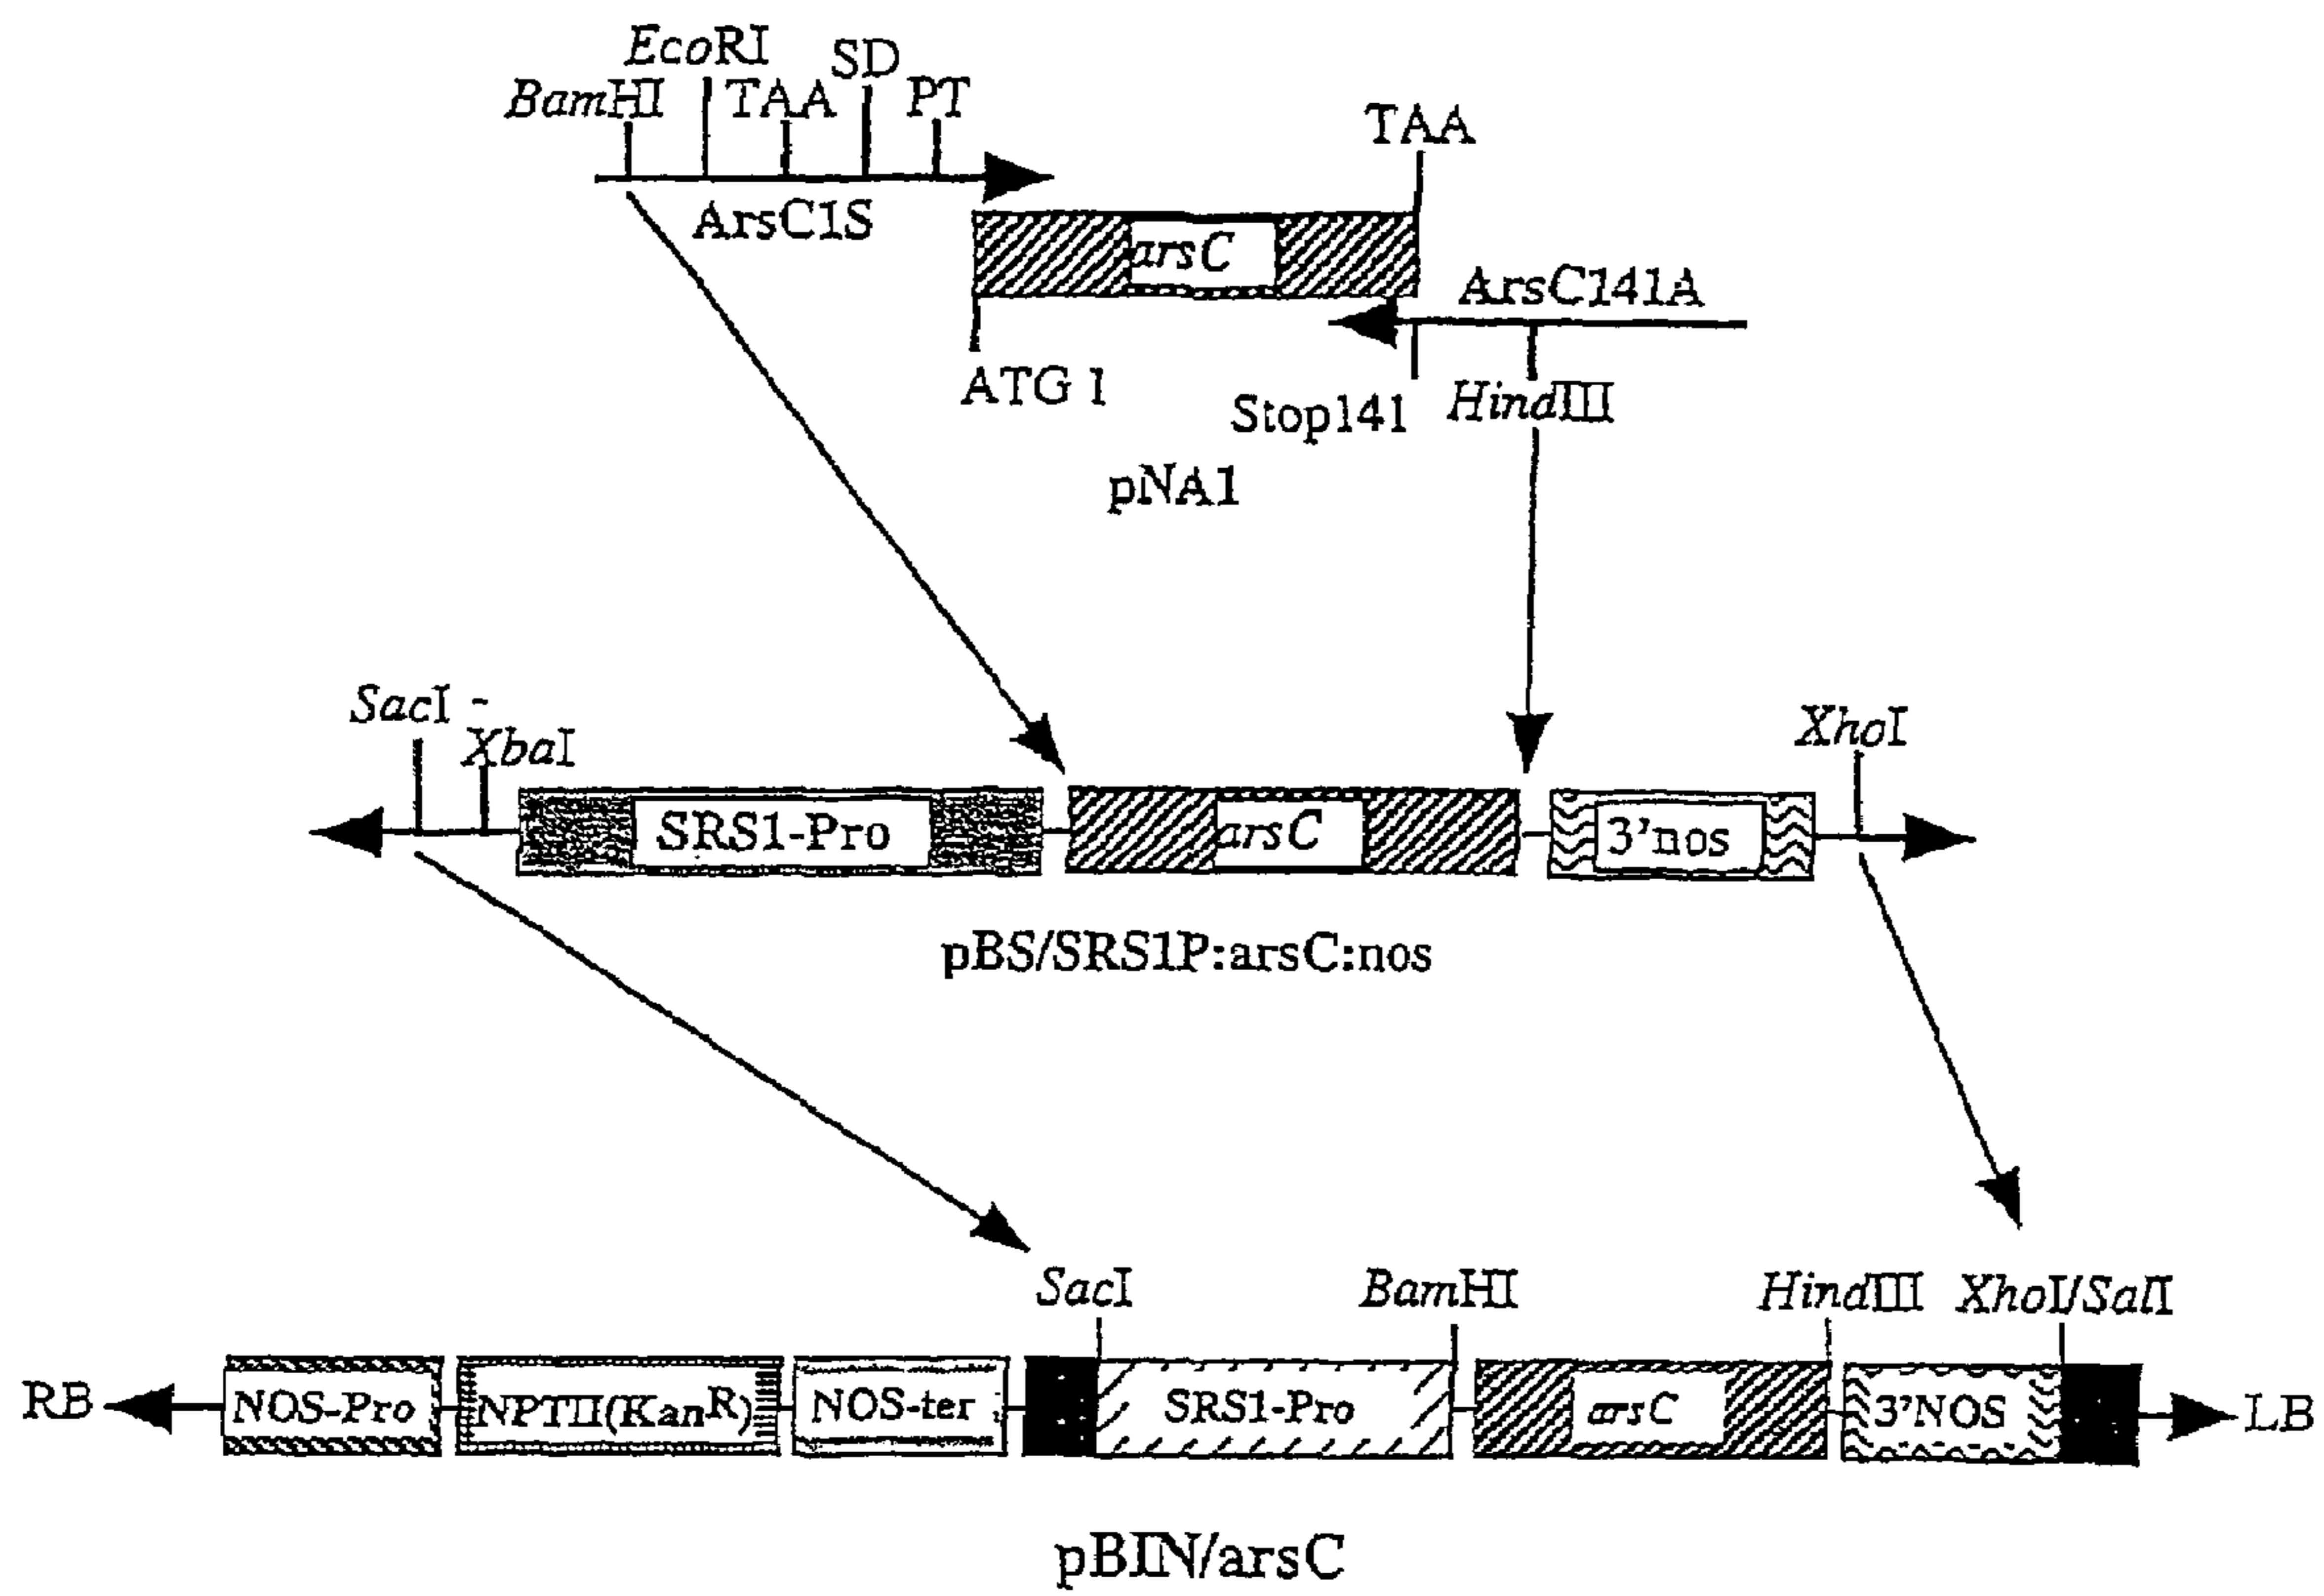 EcoRI
SD
BamHI
TAA
PT
TAA
ArsC1S
arsC
ArsC141A
ATG 1
Stop141
HindIII
pNA1
SacI -
XbaI
XhoI
SRS1-Pro
arsC
3'nos
pBS/SRS1P:arsC:nos
SacI
BamHI
HindIII
XhoI/SalI
RB
NOS-Pro
NPTII(KanR)
NOS-ter
SRS1-Pro
arsC
3'NOS
LB
pBIN/arsC